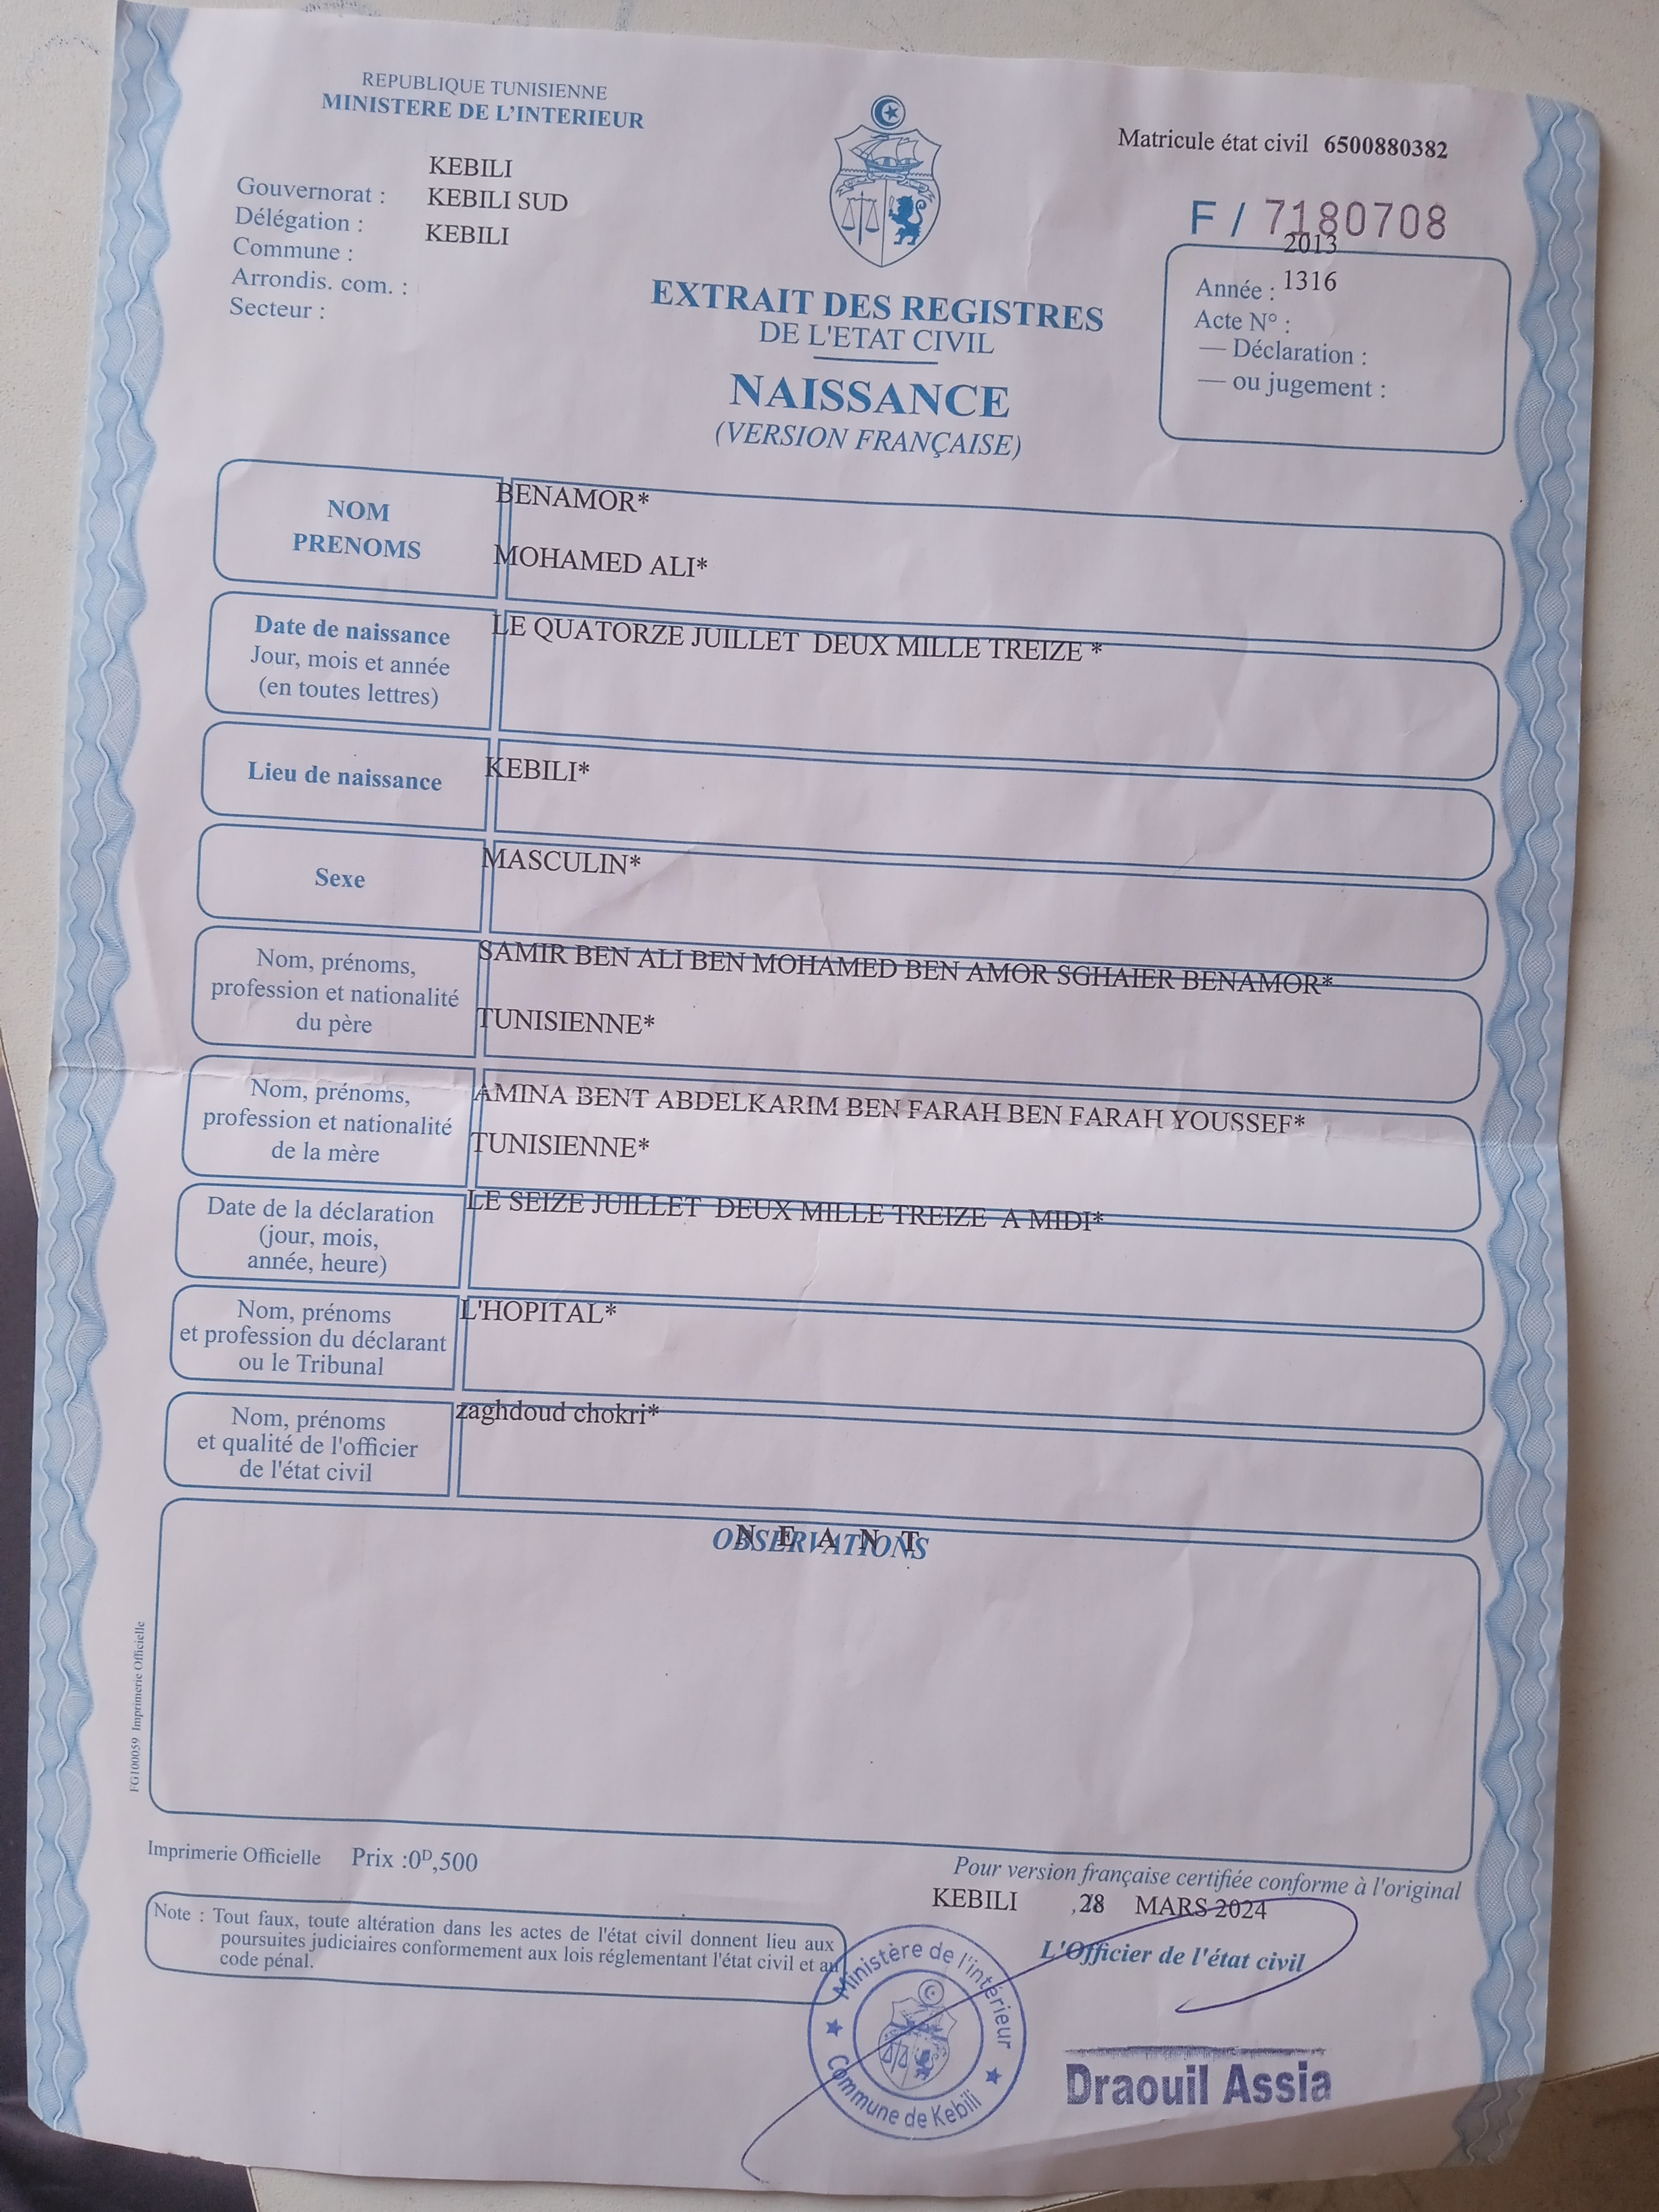 REPUBLIQUE TUNISIENNE
MINISTERE DE L'INTERIEUR
Matricule état civil 6500880382
KEBILI
Gouvernorat :
KEBILI SUD
Délégation :
KEBILI
Commune :
Arrondis. com. :
Secteur :
F / 7180708
2013
Année : 1316
Acte N° :
— Déclaration :
— ou jugement :
EXTRAIT DES REGISTRES
DE L'ETAT CIVIL
NAISSANCE
(VERSION FRANÇAISE)
NOM
PRENOMS
BENAMOR*
MOHAMED ALI*
Date de naissance
Jour, mois et année
(en toutes lettres)
LE QUATORZE JUILLET DEUX MILLE TREIZE *
Lieu de naissance
KEBILI*
Sexe
MASCULIN*
Nom, prénoms,
profession et nationalité
du père
SAMIR BEN ALI BEN MOHAMED BEN AMOR SGHAIER BENAMOR*
TUNISIENNE*
Nom, prénoms,
profession et nationalité
de la mère
AMINA BENT ABDELKARIM BEN FARAH BEN FARAH YOUSSEF*
TUNISIENNE*
Date de la déclaration
(jour, mois,
année, heure)
LE SEIZE JUILLET DEUX MILLE TREIZE A MIDI*
Nom, prénoms
et profession du déclarant
ou le Tribunal
L'HOPITAL*
Nom, prénoms
et qualité de l'officier
de l'état civil
zaghdoud chokri*
OBSERVATIONS
N E A N T
FG100059 Imprimerie Officielle
Imprimerie Officielle Prix :0ᴰ,500
Pour version française certifiée conforme à l'original
KEBILI ,28 MARS 2024
L'Officier de l'état civil
Note : Tout faux, toute altération dans les actes de l'état civil donnent lieu aux
poursuites judiciaires conformement aux lois réglementant l'état civil et au
code pénal.
Ministère de l'intérieur
Commune de Kebili
Draouil Assia